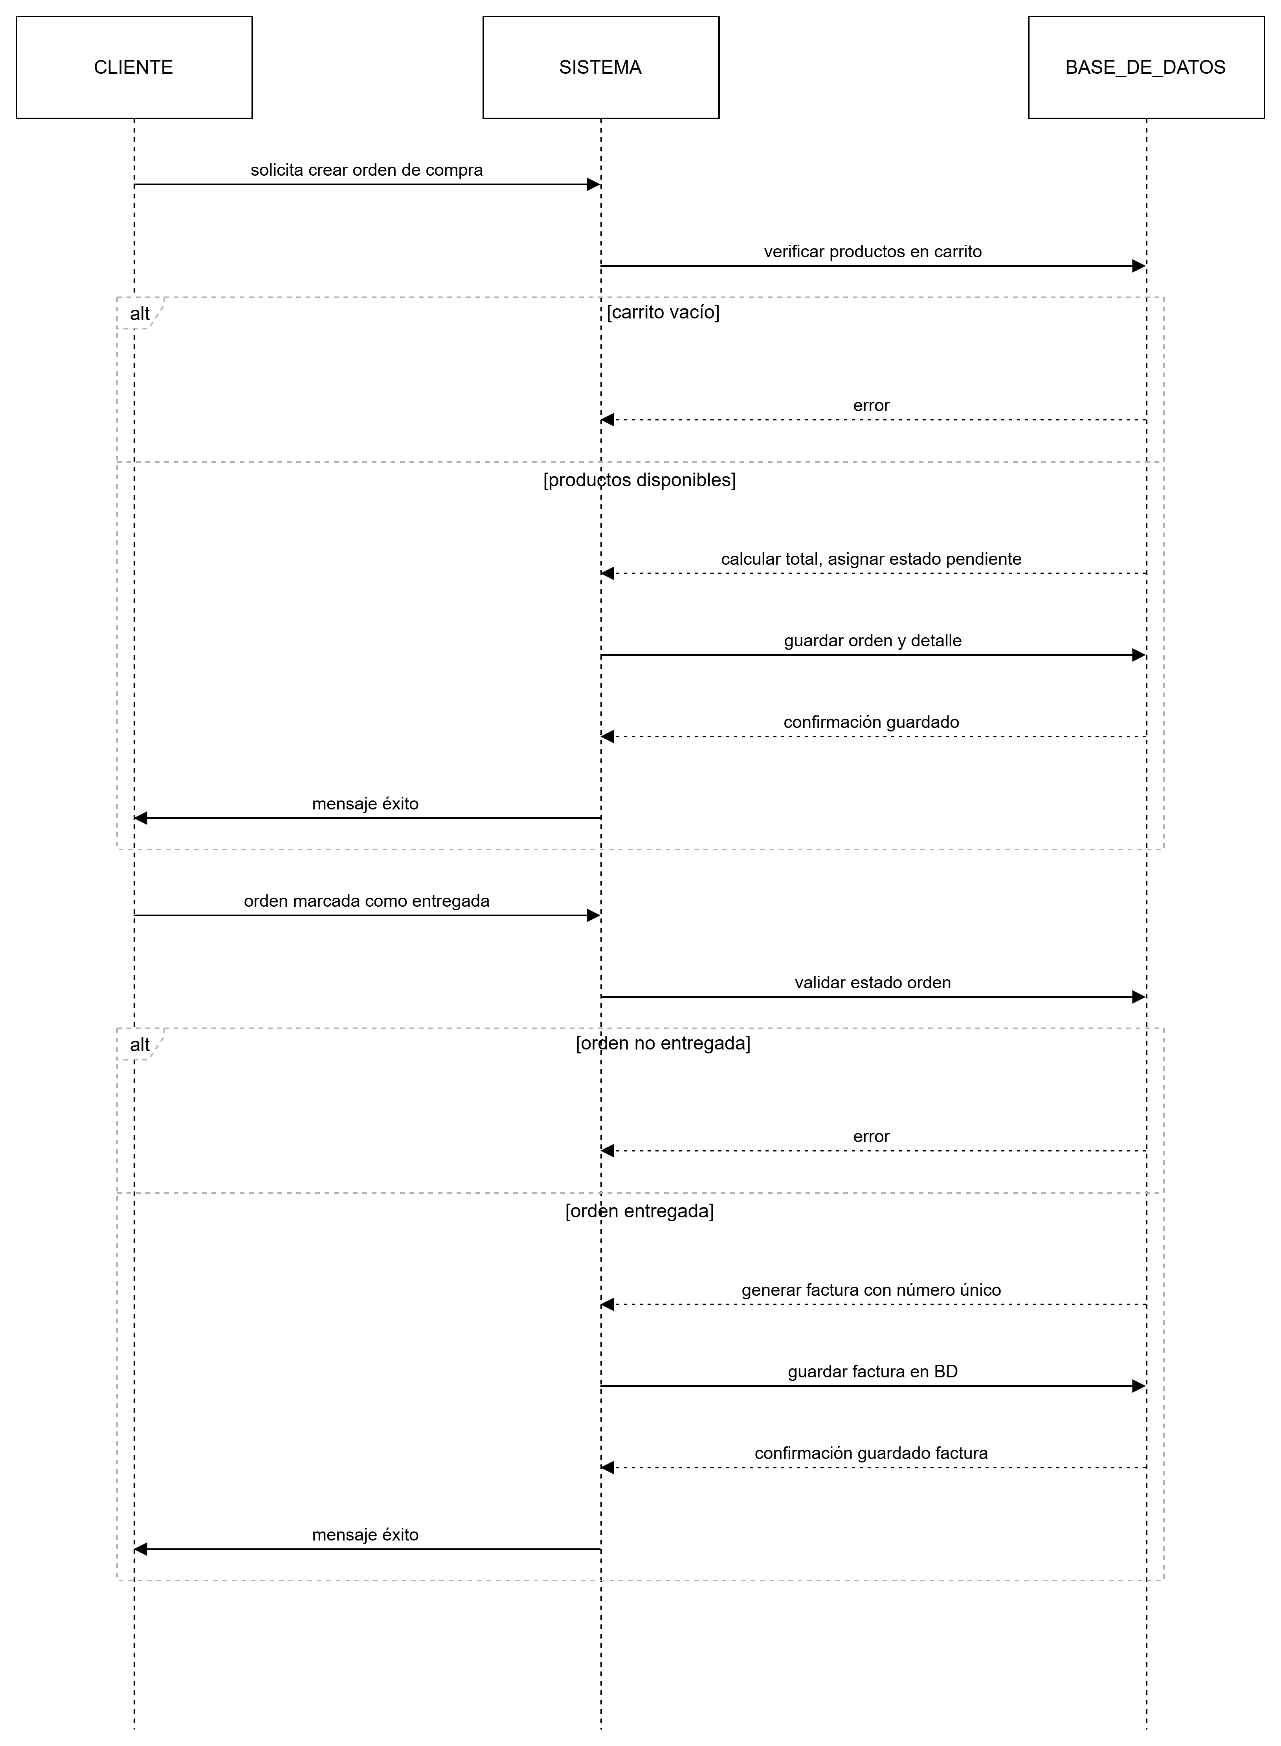 CLIENTE
SISTEMA
BASE_DE_DATOS
solicita crear orden de compra
verificar productos en carrito
alt
[carrito vacío]
error
[productos disponibles]
calcular total, asignar estado pendiente
guardar orden y detalle
confirmación guardado
mensaje éxito
orden marcada como entregada
validar estado orden
alt
[orden no entregada]
error
[orden entregada]
generar factura con número único
guardar factura en BD
confirmación guardado factura
mensaje éxito